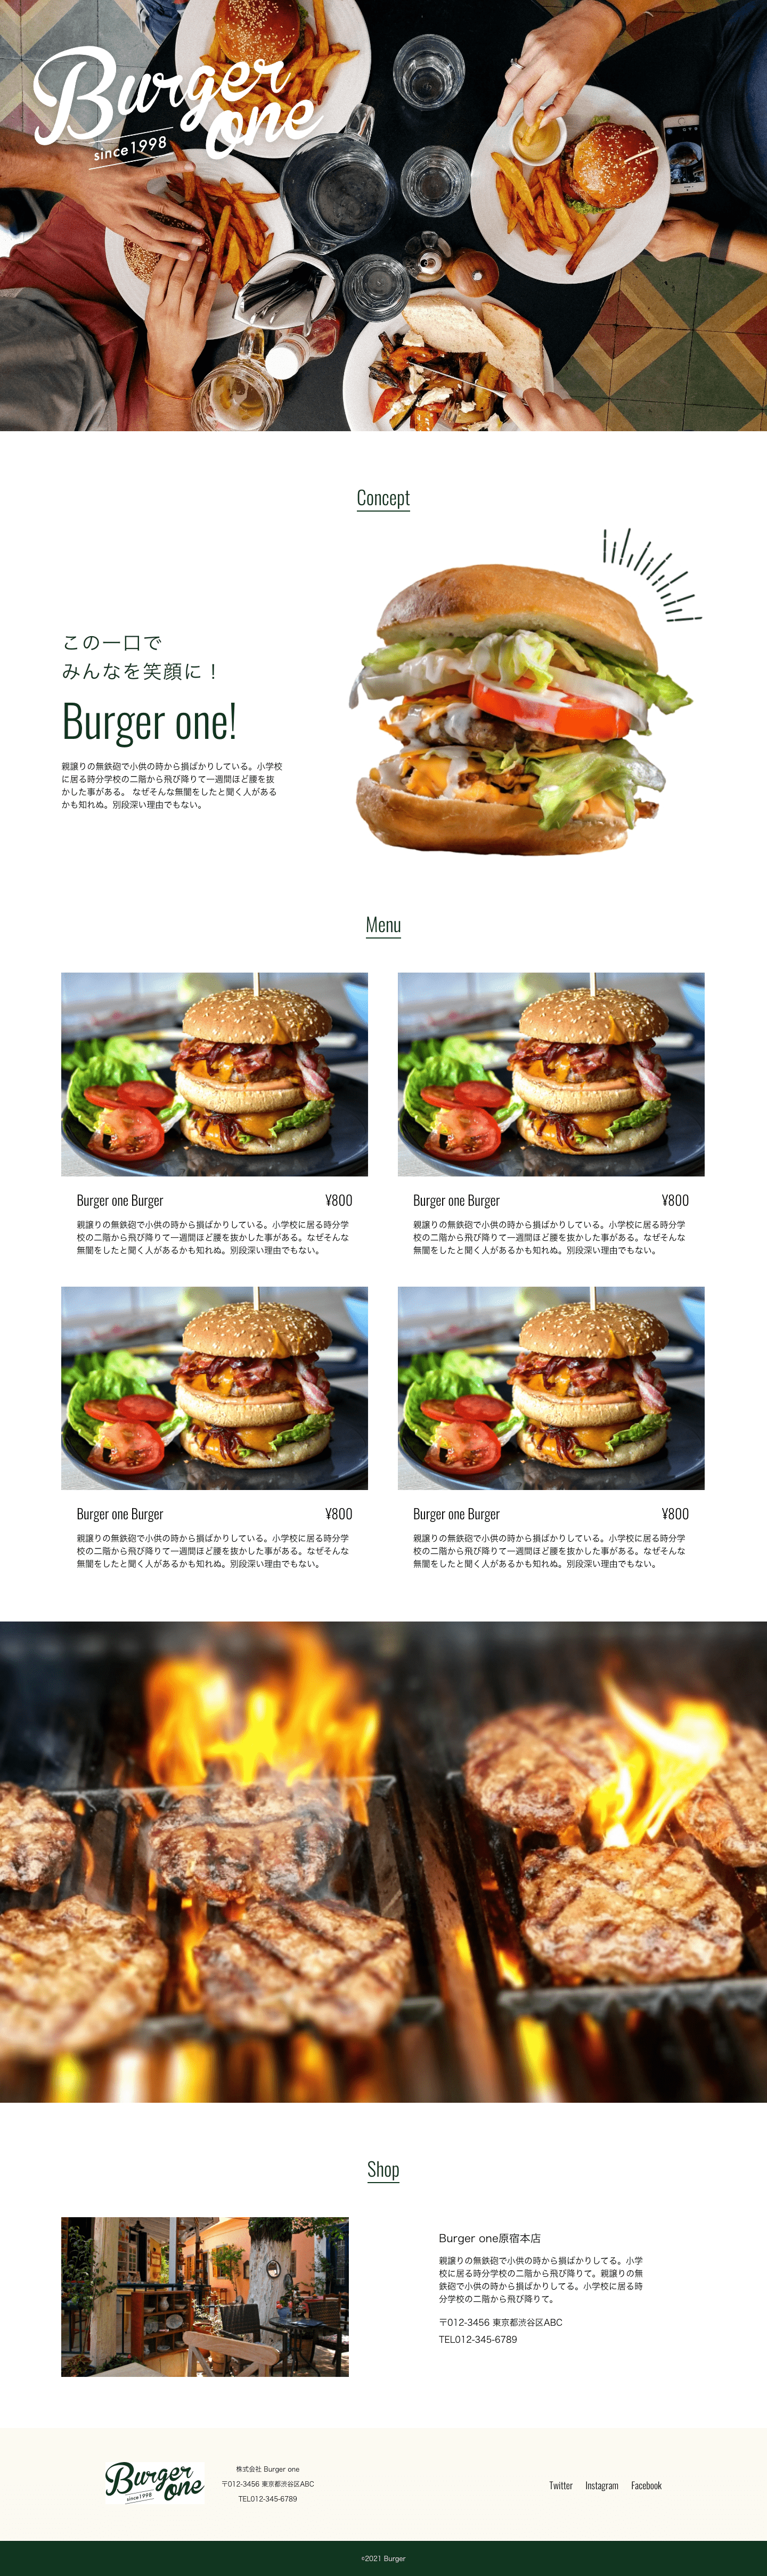 Burger
one
since1998
Concept
この一口で
みんなを笑顔に！
Burger one!
親譲りの無鉄砲で小供の時から損ばかりしている。小学校
に居る時分学校の二階から飛び降りて一週間ほど腰を抜
かした事がある。 なぜそんな無闇をしたと聞く人がある
かも知れぬ。別段深い理由でもない。
Menu
Burger one Burger ¥800
親譲りの無鉄砲で小供の時から損ばかりしている。小学校に居る時分学
校の二階から飛び降りて一週間ほど腰を抜かした事がある。なぜそんな
無闇をしたと聞く人があるかも知れぬ。別段深い理由でもない。
Burger one Burger ¥800
親譲りの無鉄砲で小供の時から損ばかりしている。小学校に居る時分学
校の二階から飛び降りて一週間ほど腰を抜かした事がある。なぜそんな
無闇をしたと聞く人があるかも知れぬ。別段深い理由でもない。
Burger one Burger ¥800
親譲りの無鉄砲で小供の時から損ばかりしている。小学校に居る時分学
校の二階から飛び降りて一週間ほど腰を抜かした事がある。なぜそんな
無闇をしたと聞く人があるかも知れぬ。別段深い理由でもない。
Burger one Burger ¥800
親譲りの無鉄砲で小供の時から損ばかりしている。小学校に居る時分学
校の二階から飛び降りて一週間ほど腰を抜かした事がある。なぜそんな
無闇をしたと聞く人があるかも知れぬ。別段深い理由でもない。
Shop
Burger one原宿本店
親譲りの無鉄砲で小供の時から損ばかりしてる。小学
校に居る時分学校の二階から飛び降りて。親譲りの無
鉄砲で小供の時から損ばかりしてる。小学校に居る時
分学校の二階から飛び降りて。
〒012-3456 東京都渋谷区ABC
TEL012-345-6789
Burger
one
since1998
株式会社 Burger one
〒012-3456 東京都渋谷区ABC
TEL012-345-6789
Twitter Instagram Facebook
©2021 Burger